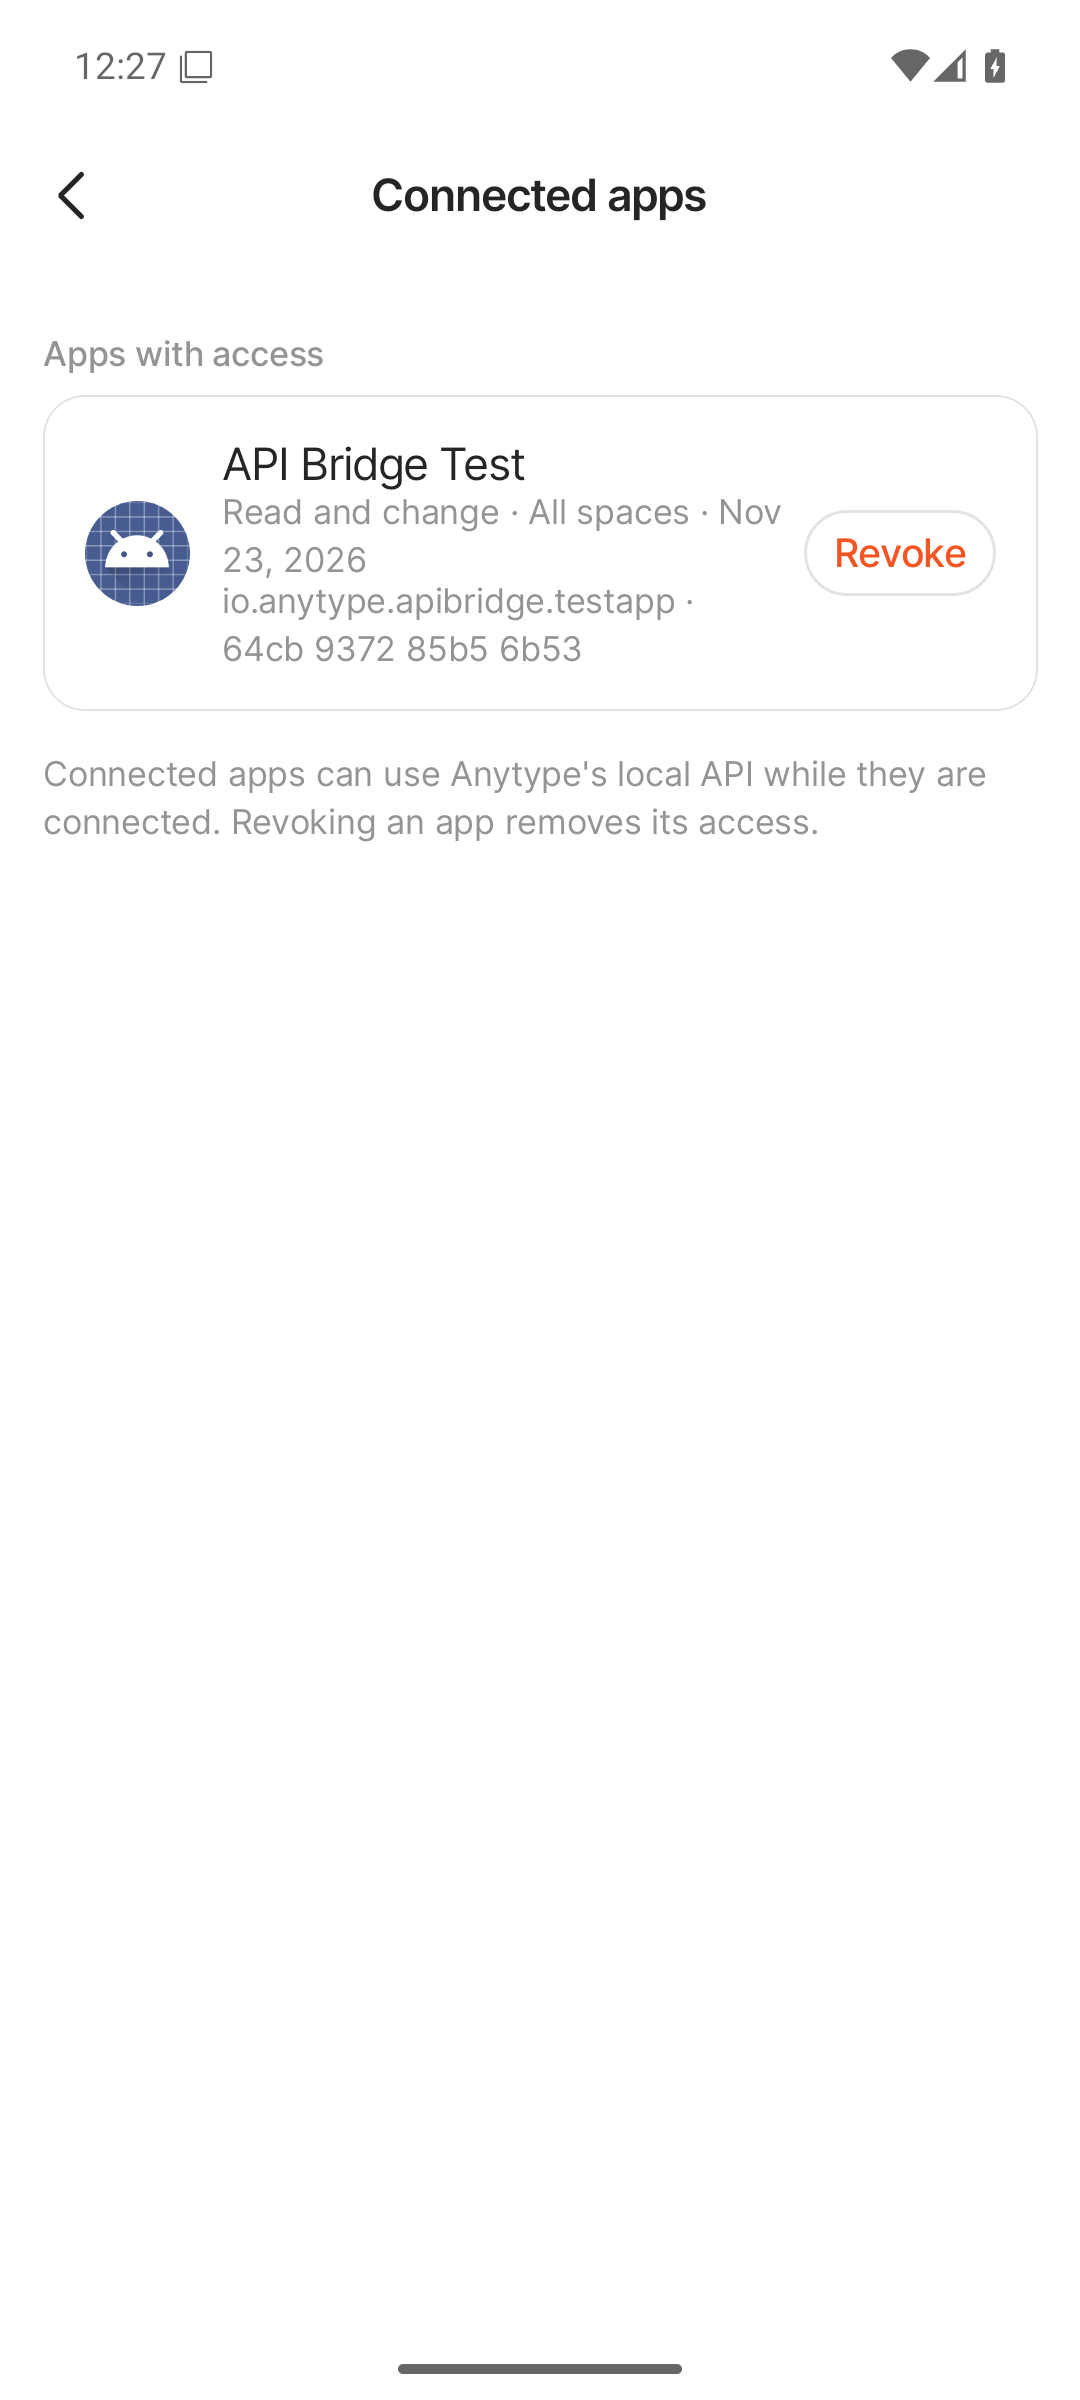 12:27
Connected apps
Apps with access
API Bridge Test
Read and change · All spaces · Nov
23, 2026
io.anytype.apibridge.testapp ·
64cb 9372 85b5 6b53
Revoke
Connected apps can use Anytype's local API while they are
connected. Revoking an app removes its access.